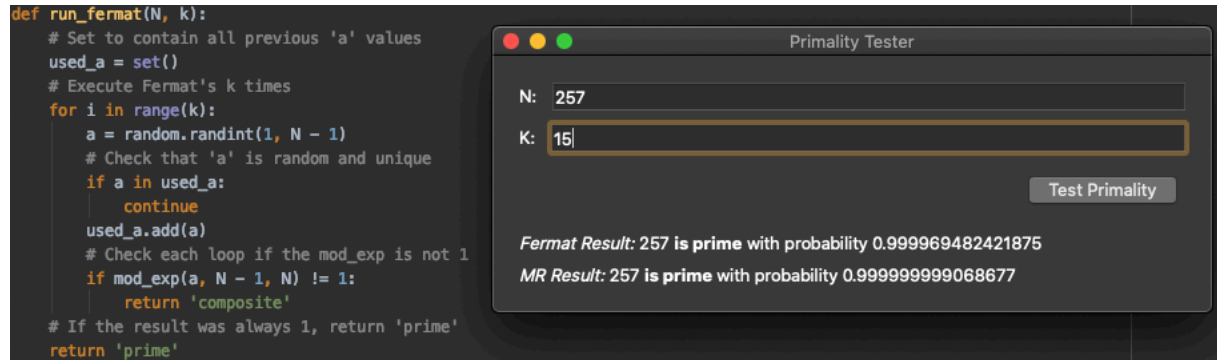 def run_fermat(N, k):
# Set to contain all previous 'a' values
used_a = set()
# Execute Fermat's k times
for i in range(k):
a = random.randint(1, N - 1)
# Check that 'a' is random and unique
if a in used_a:
continue
used_a.add(a)
# Check each loop if the mod_exp is not 1
if mod_exp(a, N - 1, N) != 1:
return 'composite'
# If the result was always 1, return 'prime'
return 'prime'
Primality Tester
N: 257
K: 15
Test Primality
Fermat Result: 257 is prime with probability 0.999969482421875
MR Result: 257 is prime with probability 0.999999999068677